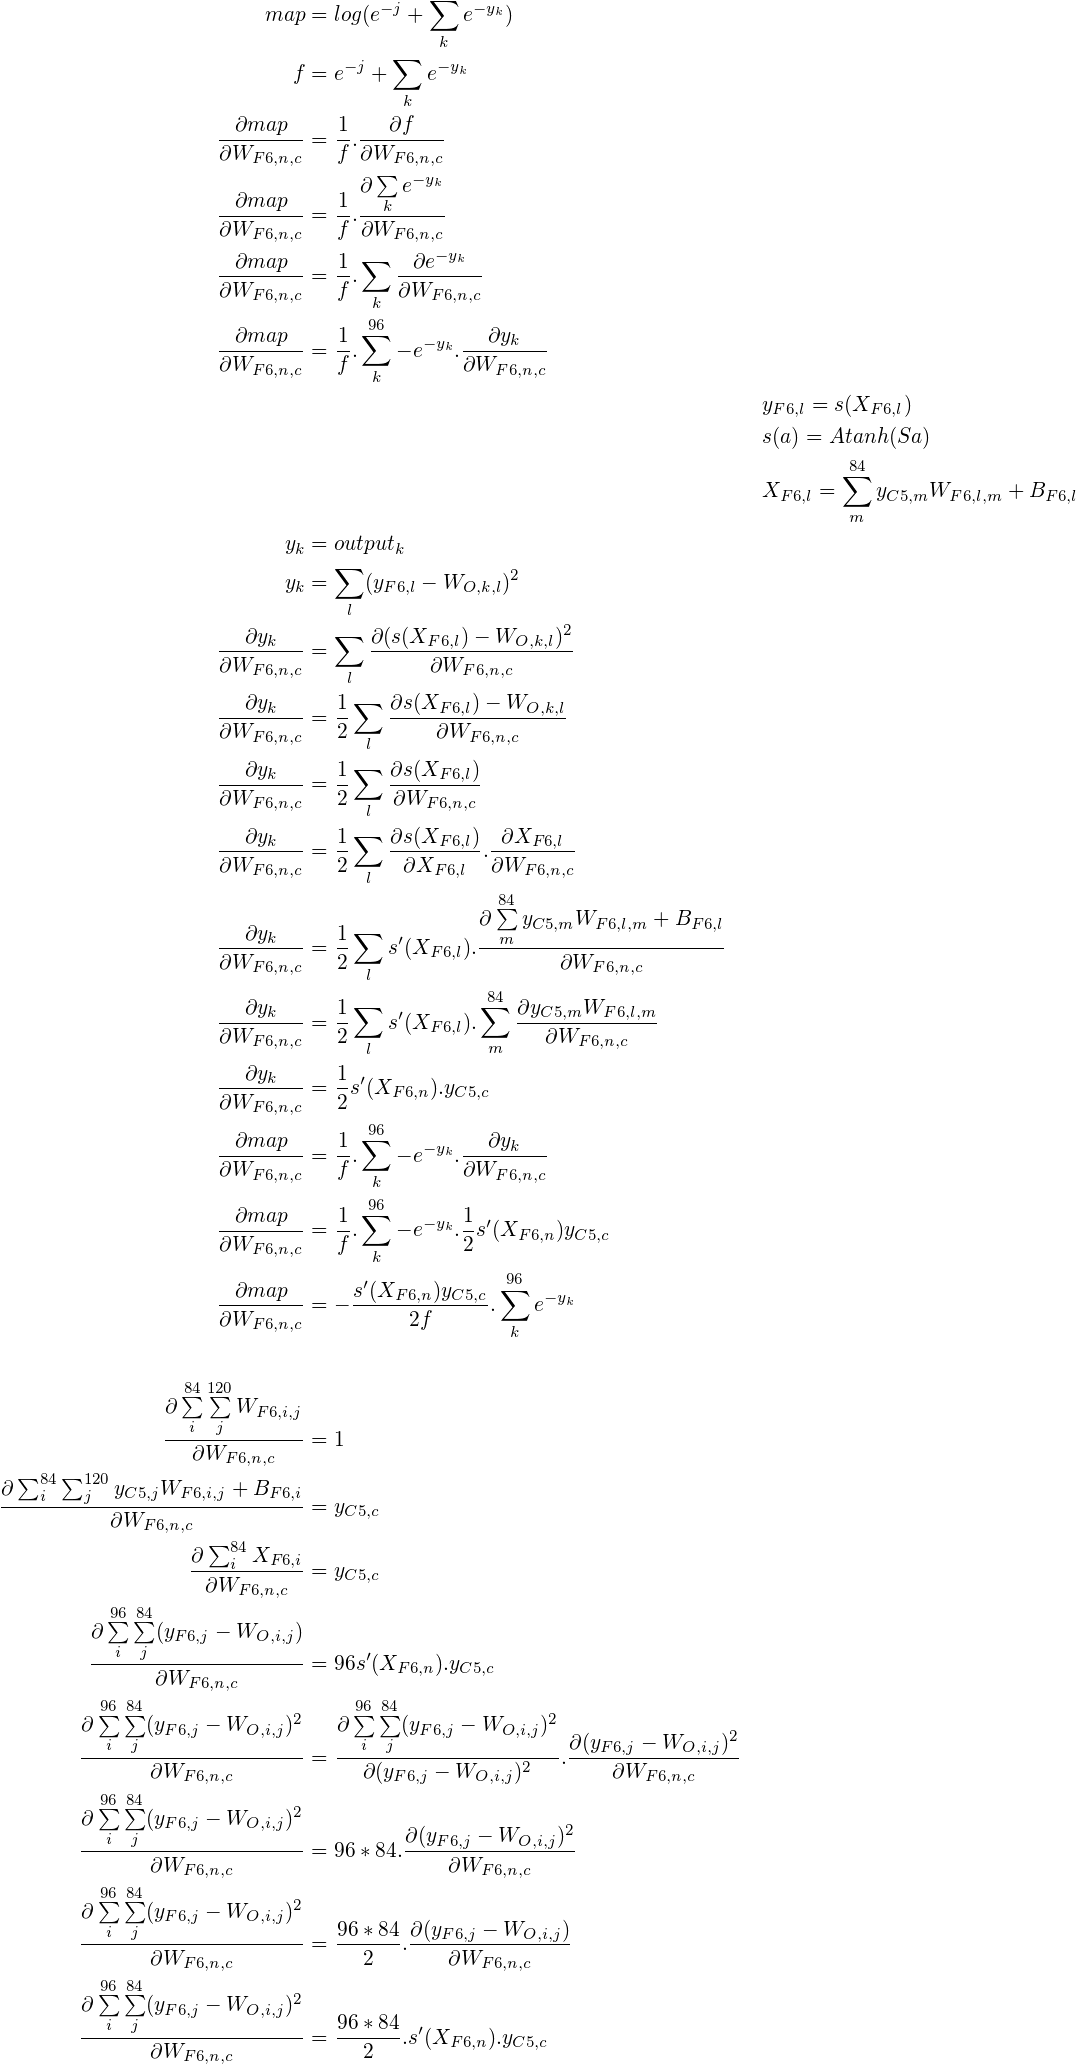 map = log(e^{-j} + \sum_k e^{-y_k})
f = e^{-j} + \sum_k e^{-y_k}
\frac{\partial map}{\partial W_{F6,n,c}} = \frac{1}{f} . \frac{\partial f}{\partial W_{F6,n,c}}
\frac{\partial map}{\partial W_{F6,n,c}} = \frac{1}{f} . \frac{\partial \sum_k e^{-y_k}}{\partial W_{F6,n,c}}
\frac{\partial map}{\partial W_{F6,n,c}} = \frac{1}{f} . \sum_k \frac{\partial e^{-y_k}}{\partial W_{F6,n,c}}
\frac{\partial map}{\partial W_{F6,n,c}} = \frac{1}{f} . \sum_k^{96} -e^{-y_k} . \frac{\partial y_k}{\partial W_{F6,n,c}}
y_{F6,l} = s(X_{F6,l})
s(a) = Atanh(Sa)
X_{F6,l} = \sum_m^{84} y_{C5,m} W_{F6,l,m} + B_{F6,l}
y_k = output_k
y_k = \sum_l (y_{F6,l} - W_{O,k,l})^2
\frac{\partial y_k}{\partial W_{F6,n,c}} = \sum_l \frac{\partial (s(X_{F6,l}) - W_{O,k,l})^2}{\partial W_{F6,n,c}}
\frac{\partial y_k}{\partial W_{F6,n,c}} = \frac{1}{2} \sum_l \frac{\partial s(X_{F6,l}) - W_{O,k,l}}{\partial W_{F6,n,c}}
\frac{\partial y_k}{\partial W_{F6,n,c}} = \frac{1}{2} \sum_l \frac{\partial s(X_{F6,l})}{\partial W_{F6,n,c}}
\frac{\partial y_k}{\partial W_{F6,n,c}} = \frac{1}{2} \sum_l \frac{\partial s(X_{F6,l})}{\partial X_{F6,l}} . \frac{\partial X_{F6,l}}{\partial W_{F6,n,c}}
\frac{\partial y_k}{\partial W_{F6,n,c}} = \frac{1}{2} \sum_l s'(X_{F6,l}) . \frac{\partial \sum_m^{84} y_{C5,m} W_{F6,l,m} + B_{F6,l}}{\partial W_{F6,n,c}}
\frac{\partial y_k}{\partial W_{F6,n,c}} = \frac{1}{2} \sum_l s'(X_{F6,l}) . \sum_m^{84} \frac{\partial y_{C5,m} W_{F6,l,m}}{\partial W_{F6,n,c}}
\frac{\partial y_k}{\partial W_{F6,n,c}} = \frac{1}{2} s'(X_{F6,n}) . y_{C5,c}
\frac{\partial map}{\partial W_{F6,n,c}} = \frac{1}{f} . \sum_k^{96} -e^{-y_k} . \frac{\partial y_k}{\partial W_{F6,n,c}}
\frac{\partial map}{\partial W_{F6,n,c}} = \frac{1}{f} . \sum_k^{96} -e^{-y_k} . \frac{1}{2} s'(X_{F6,n}) y_{C5,c}
\frac{\partial map}{\partial W_{F6,n,c}} = -\frac{s'(X_{F6,n}) y_{C5,c}}{2f} . \sum_k^{96} e^{-y_k}
\frac{\partial \sum_i^{84} \sum_j^{120} W_{F6,i,j}}{\partial W_{F6,n,c}} = 1
\frac{\partial \sum_i^{84} \sum_j^{120} y_{C5,j} W_{F6,i,j} + B_{F6,i}}{\partial W_{F6,n,c}} = y_{C5,c}
\frac{\partial \sum_i^{84} X_{F6,i}}{\partial W_{F6,n,c}} = y_{C5,c}
\frac{\partial \sum_i^{96} \sum_j^{84} (y_{F6,j} - W_{O,i,j})}{\partial W_{F6,n,c}} = 96 s'(X_{F6,n}) . y_{C5,c}
\frac{\partial \sum_i^{96} \sum_j^{84} (y_{F6,j} - W_{O,i,j})^2}{\partial W_{F6,n,c}} = \frac{\partial \sum_i^{96} \sum_j^{84} (y_{F6,j} - W_{O,i,j})^2}{\partial (y_{F6,j} - W_{O,i,j})^2} . \frac{\partial (y_{F6,j} - W_{O,i,j})^2}{\partial W_{F6,n,c}}
\frac{\partial \sum_i^{96} \sum_j^{84} (y_{F6,j} - W_{O,i,j})^2}{\partial W_{F6,n,c}} = 96 * 84 . \frac{\partial (y_{F6,j} - W_{O,i,j})^2}{\partial W_{F6,n,c}}
\frac{\partial \sum_i^{96} \sum_j^{84} (y_{F6,j} - W_{O,i,j})^2}{\partial W_{F6,n,c}} = \frac{96 * 84}{2} . \frac{\partial (y_{F6,j} - W_{O,i,j})}{\partial W_{F6,n,c}}
\frac{\partial \sum_i^{96} \sum_j^{84} (y_{F6,j} - W_{O,i,j})^2}{\partial W_{F6,n,c}} = \frac{96 * 84}{2} . s'(X_{F6,n}) . y_{C5,c}